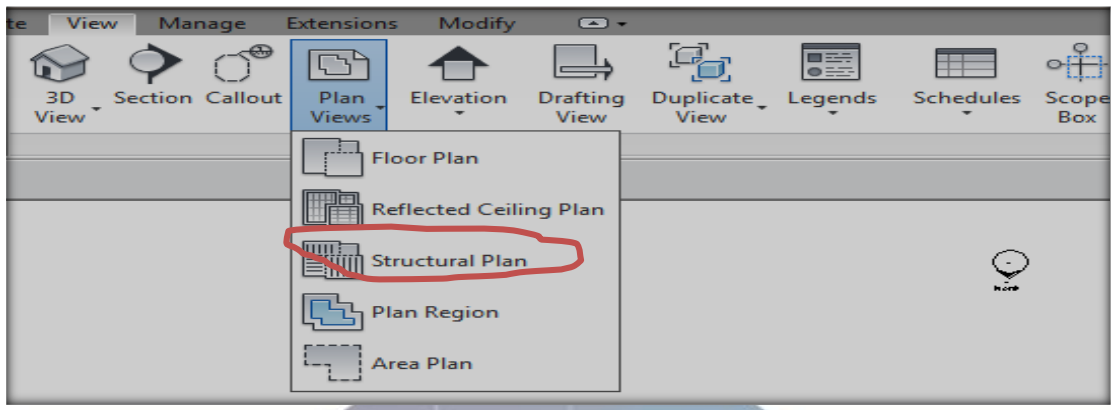 te View Manage Extensions Modify
3D View Section Callout Plan Views Elevation Drafting View Duplicate View Legends Schedules Scope Box
Floor Plan
Reflected Ceiling Plan
Structural Plan
Plan Region
Area Plan